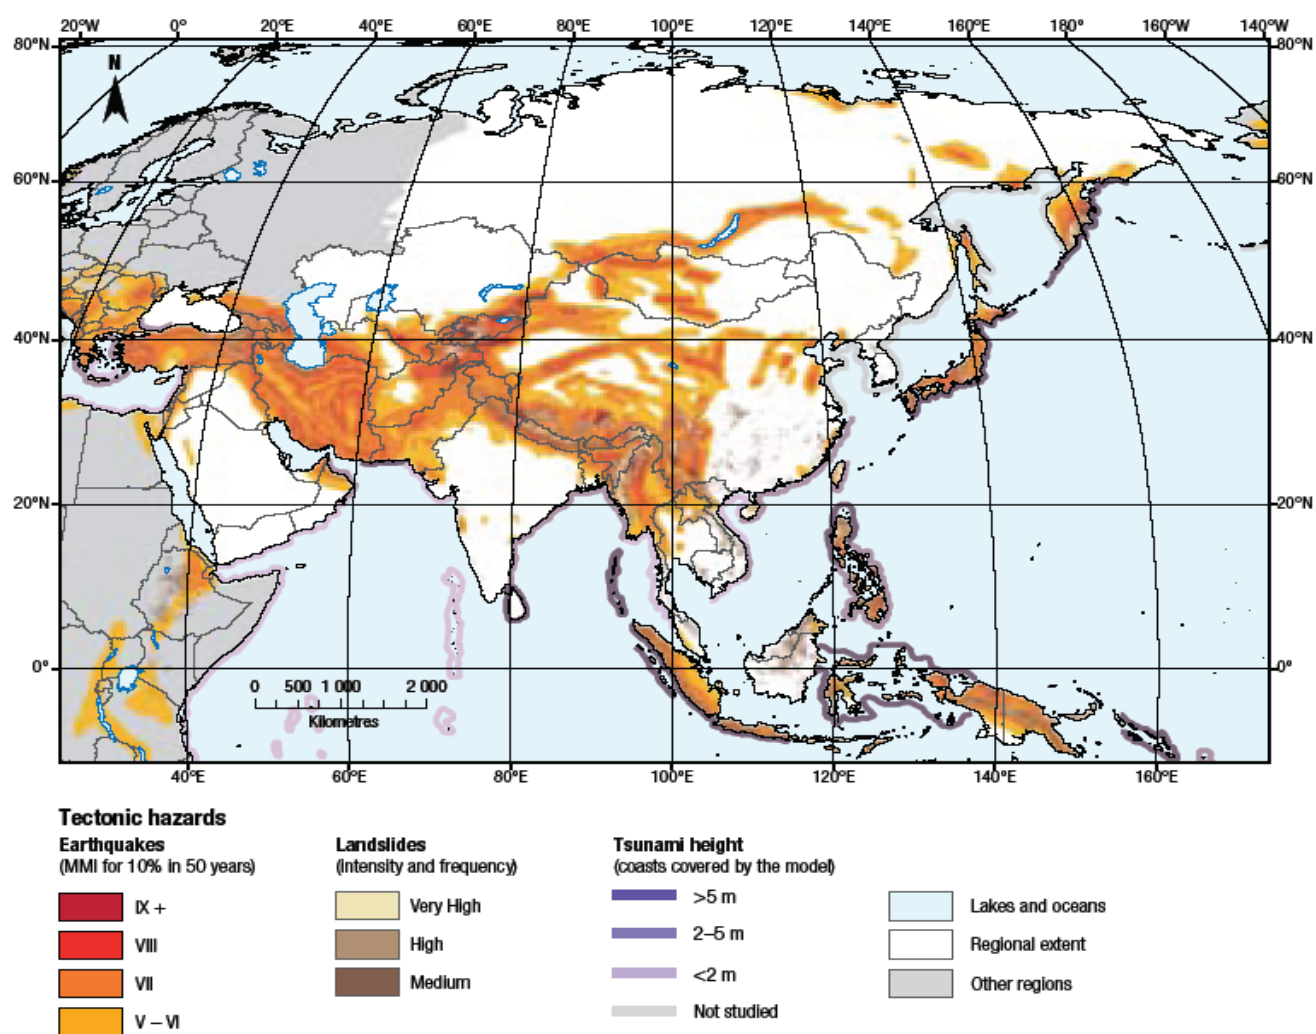 20°W 0° 20°E 40°E 60°E 80°E 100°E 120°E 140°E 160°E 180° 160°W 140°W
80°N 80°N
N
60°N 60°N
40°N 40°N
20°N 20°N
0° 0°
0 500 1 000 2 000
Kilometres
40°E 60°E 80°E 100°E 120°E 140°E 160°E
Tectonic hazards
Earthquakes
(MMI for 10% in 50 years)
IX +
VIII
VII
V – VI
Landslides
(intensity and frequency)
Very High
High
Medium
Tsunami height
(coasts covered by the model)
>5 m
2–5 m
<2 m
Not studied
Lakes and oceans
Regional extent
Other regions